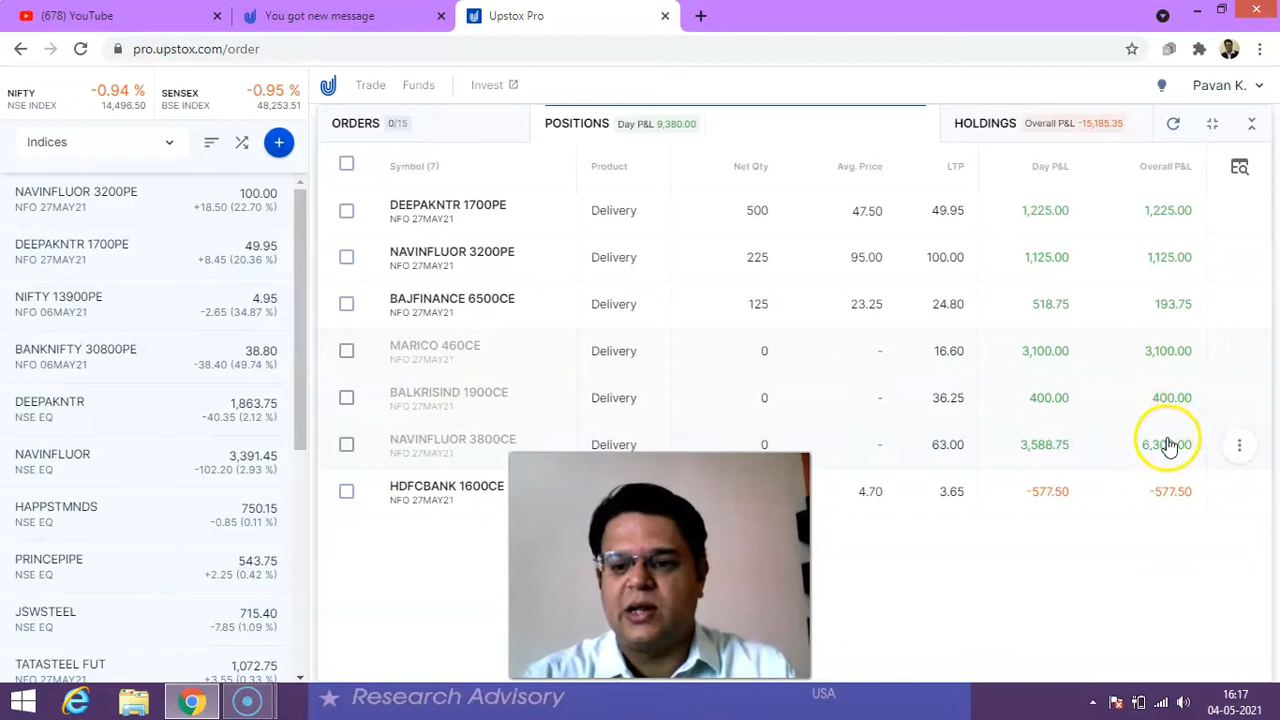 (678) YouTube
You got new message
Upstox Pro
pro.upstox.com/order
NIFTY
NSE INDEX
-0.94 %
14,496.50
SENSEX
BSE INDEX
-0.95 %
48,253.51
Trade
Funds
Invest
Pavan K.
Indices
NAVINFLUOR 3200PE
100.00
NFO 27MAY21
+18.50 (22.70 %)
DEEPAKNTR 1700PE
49.95
NFO 27MAY21
+8.45 (20.36 %)
NIFTY 13900PE
4.95
NFO 06MAY21
-2.65 (34.87 %)
BANKNIFTY 30800PE
38.80
NFO 06MAY21
-38.40 (49.74 %)
DEEPAKNTR
1,863.75
NSE EQ
-40.35 (2.12 %)
NAVINFLUOR
3,391.45
NSE EQ
-102.20 (2.93 %)
HAPPSTMNDS
750.15
NSE EQ
-0.85 (0.11 %)
PRINCEPIPE
543.75
NSE EQ
+2.25 (0.42 %)
JSWSTEEL
715.40
NSE EQ
-7.85 (1.09 %)
TATASTEEL FUT
1,072.75
NFO 27MAY21
+3.55 (0.33 %)
ORDERS 0/15
POSITIONS Day P&L 9,380.00
HOLDINGS Overall P&L -15,185.35
Symbol (7) Product Net Qty Avg. Price LTP Day P&L Overall P&L
DEEPAKNTR 1700PE
NFO 27MAY21
Delivery 500 47.50 49.95 1,225.00 1,225.00
NAVINFLUOR 3200PE
NFO 27MAY21
Delivery 225 95.00 100.00 1,125.00 1,125.00
BAJFINANCE 6500CE
NFO 27MAY21
Delivery 125 23.25 24.80 518.75 193.75
MARICO 460CE
NFO 27MAY21
Delivery 0 - 16.60 3,100.00 3,100.00
BALKRISIND 1900CE
NFO 27MAY21
Delivery 0 - 36.25 400.00 400.00
NAVINFLUOR 3800CE
NFO 27MAY21
Delivery 0 - 63.00 3,588.75
HDFCBANK 1600CE
NFO 27MAY21
4.70 3.65 -577.50 -577.50
Research Advisory
USA
16:17
04-05-2021